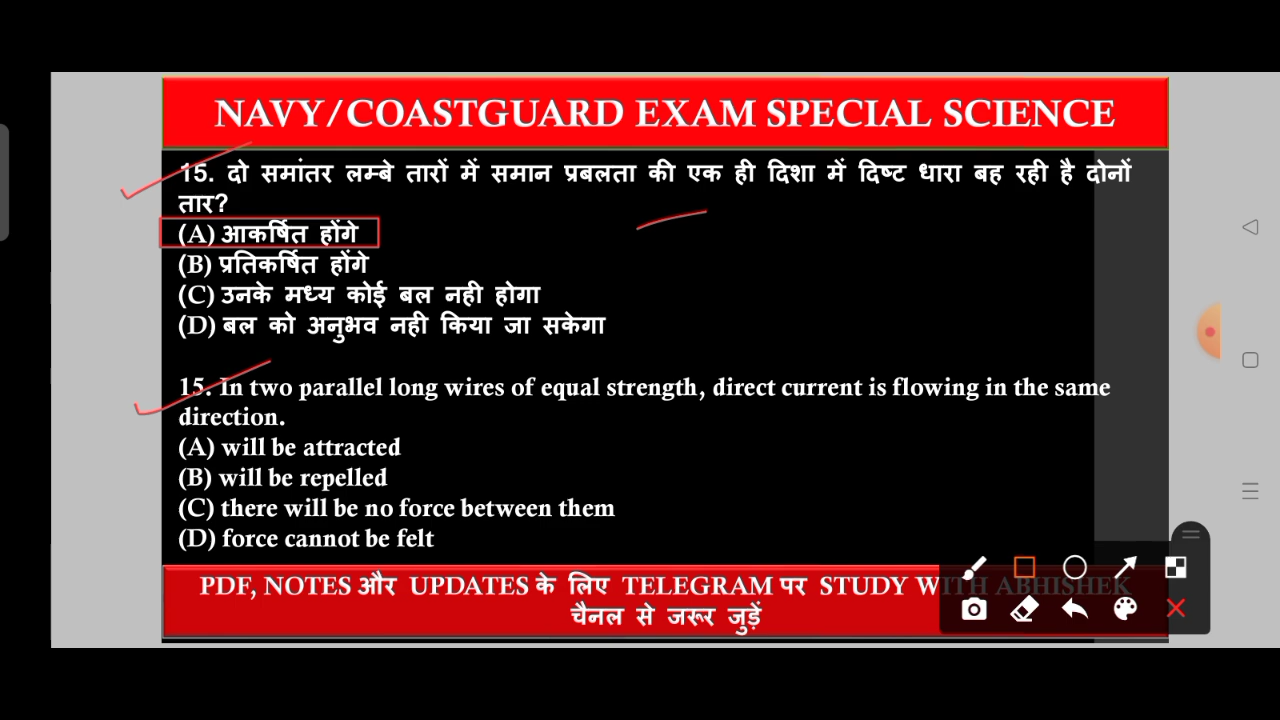 NAVY/COASTGUARD EXAM SPECIAL SCIENCE
15. दो समांतर लम्बे तारों में समान प्रबलता की एक ही दिशा में दिष्ट धारा बह रही है दोनों
तार?
(A) आकर्षित होंगे
(B) प्रतिकर्षित होंगे
(C) उनके मध्य कोई बल नही होगा
(D) बल को अनुभव नही किया जा सकेगा
15. In two parallel long wires of equal strength, direct current is flowing in the same
direction.
(A) will be attracted
(B) will be repelled
(C) there will be no force between them
(D) force cannot be felt
PDF, NOTES और UPDATES के लिए TELEGRAM पर STUDY WITH ABHISHEK
चैनल से जरूर जुड़ें